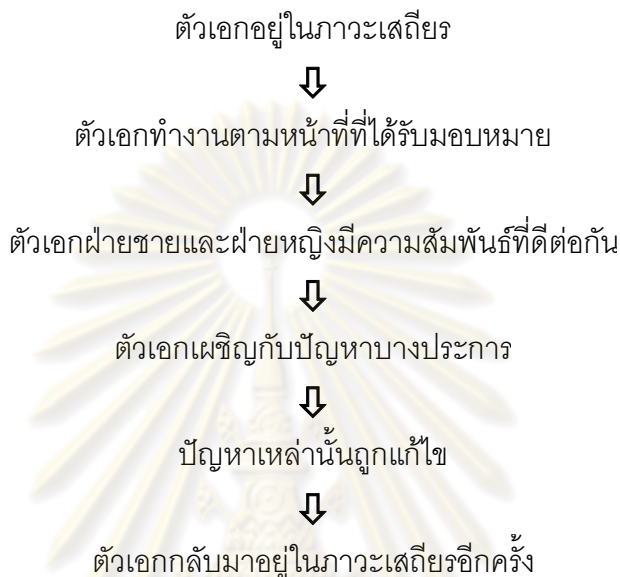 ตัวเอกอยู่ในภาวะเสถียร
⇩
ตัวเอกทำงานตามหน้าที่ที่ได้รับมอบหมาย
⇩
ตัวเอกฝ่ายชายและฝ่ายหญิงมีความสัมพันธ์ที่ดีต่อกัน
⇩
ตัวเอกเผชิญกับปัญหาบางประการ
⇩
ปัญหาเหล่านั้นถูกแก้ไข
⇩
ตัวเอกกลับมาอยู่ในภาวะเสถียรอีกครั้ง